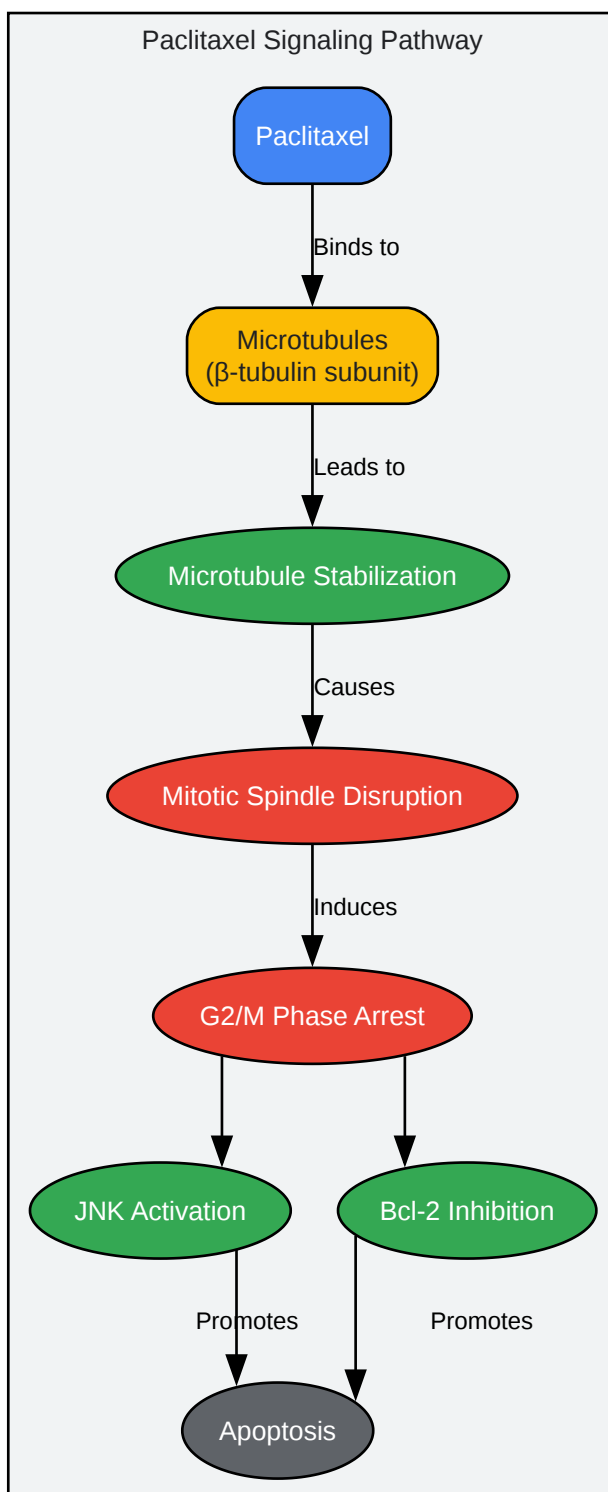 Paclitaxel Signaling Pathway
Paclitaxel
Binds to
Microtubules
(β-tubulin subunit)
Leads to
Microtubule Stabilization
Causes
Mitotic Spindle Disruption
Induces
G2/M Phase Arrest
JNK Activation
Bcl-2 Inhibition
Promotes
Promotes
Apoptosis